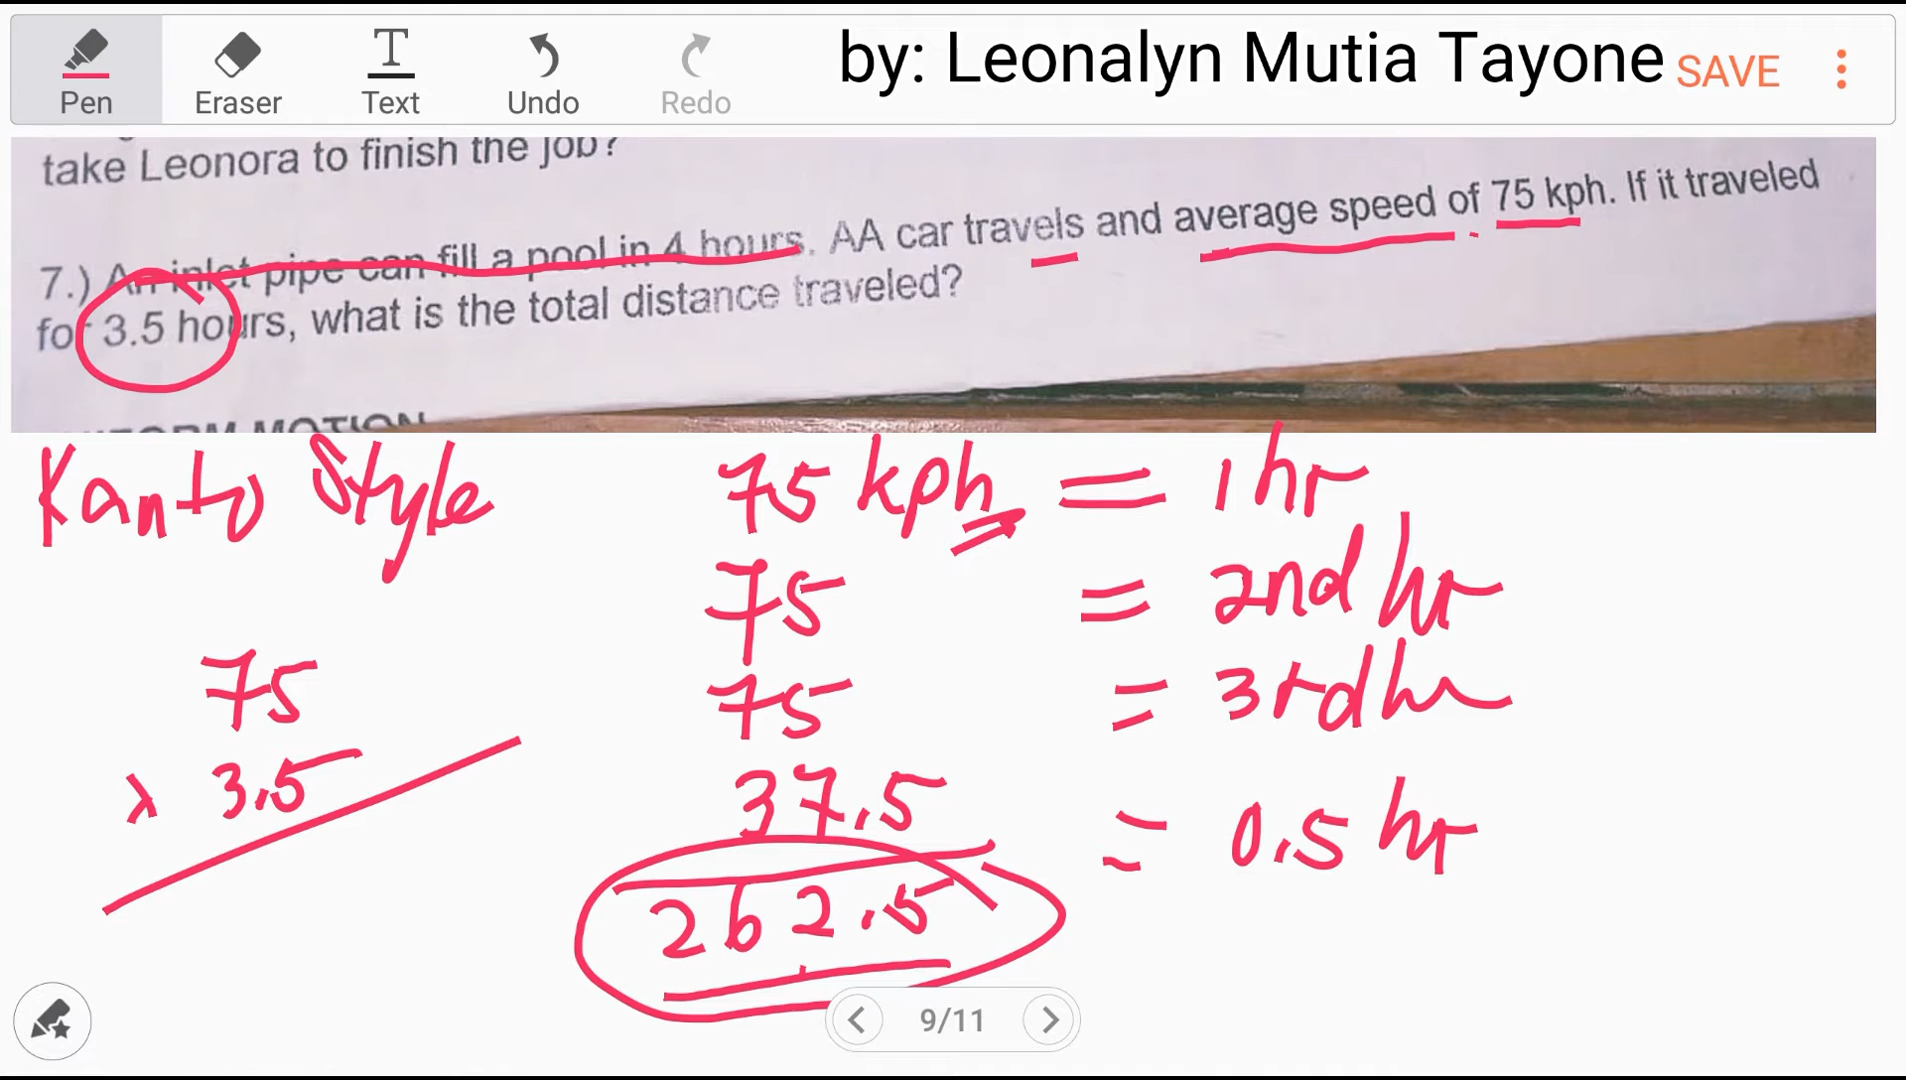 by: Leonalyn Mutia Tayone
SAVE
Pen
Eraser
Text
Undo
Redo
take Leonora to finish the job?
7.) An inlet pipe can fill a pool in 4 hours. AA car travels and average speed of 75 kph. If it traveled
for 3.5 hours, what is the total distance traveled?
MOTION
Kanto Style
75 kph = 1 hr
75 = 2nd hr
75 = 3rd hr
37.5 = 0.5 hr
262.5
75
x 3.5
9/11